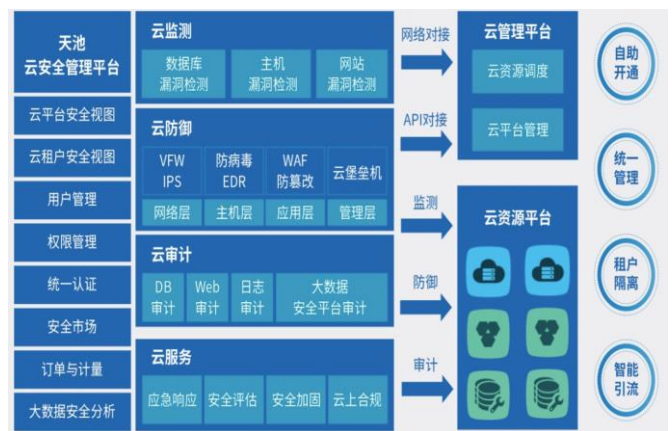 天池
云安全管理平台
云平台安全视图
云租户安全视图
用户管理
权限管理
统一认证
安全市场
订单与计量
大数据安全分析
云监测
数据库
漏洞检测
主机
漏洞检测
网站
漏洞检测
云防御
VFW
IPS
防病毒
EDR
WAF
防篡改
云堡垒机
网络层
主机层
应用层
管理层
云审计
DB
审计
Web
审计
日志
审计
大数据
安全平台审计
云服务
应急响应
安全评估
安全加固
云上合规
网络对接
API对接
监测
防御
审计
云管理平台
云资源调度
云平台管理
云资源平台
自助
开通
统一
管理
租户
隔离
智能
引流